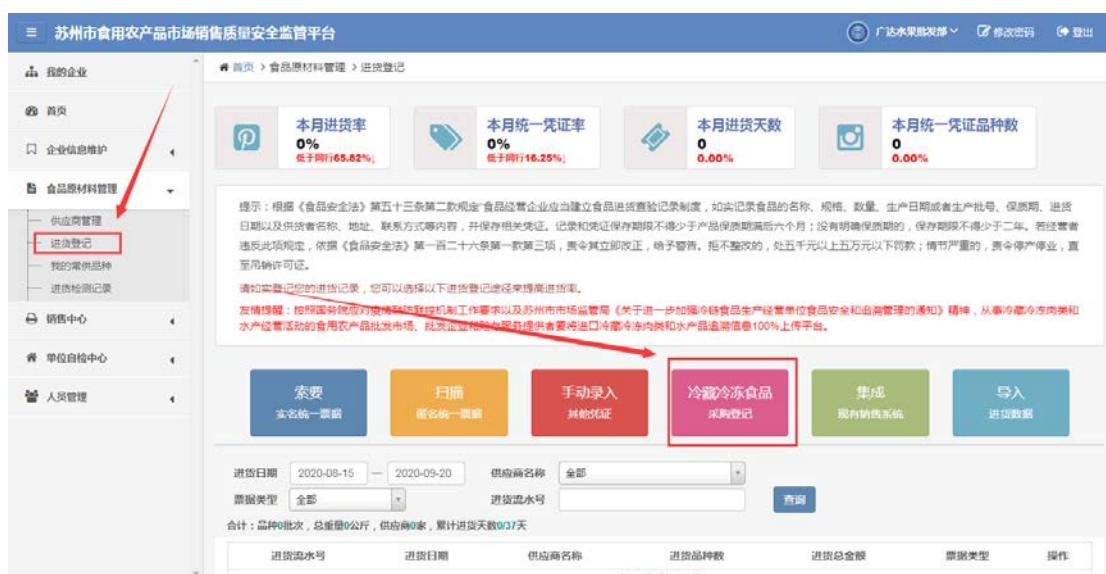 苏州市食用农产品市场销售质量安全监管平台
广达水果批发部
修改密码
登出
我的企业
首页
企业信息维护
食品原材料管理
供应商管理
进货登记
我的常供品种
进货检测记录
销售中心
单位自检中心
人员管理
首页 > 食品原材料管理 > 进货登记
本月进货率
0%
低于同行65.82%↓
本月统一凭证率
0%
低于同行16.25%↓
本月进货天数
0
0.00%
本月统一凭证品种数
0
0.00%
提示：根据《食品安全法》第五十三条第二款规定"食品经营企业应当建立食品进货查验记录制度，如实记录食品的名称、规格、数量、生产日期或者生产批号、保质期、进货
日期以及供货者名称、地址、联系方式等内容，并保存相关凭证。记录和凭证保存期限不得少于产品保质期满后六个月；没有明确保质期的，保存期限不得少于二年。若经营者
违反此项规定，依据《食品安全法》第一百二十六条第一款第三项，责令其立即改正，给予警告。拒不整改的，处五千元以上五万元以下罚款；情节严重的，责令停产停业，直
至吊销许可证。
请如实登记您的进货记录，您可以选择以下进货登记途径来提高进货率。
友情提醒：按照国务院应对疫情联防联控机制工作要求以及苏州市市场监管局《关于进一步加强冷链食品生产经营单位食品安全和追溯管理的通知》精神，从事冷藏冷冻肉类和
水产经营活动的食用农产品批发市场、批发企业和贮存服务提供者要将进口冷藏冷冻肉类和水产品追溯信息100%上传平台。
索要
实名统一票据
扫描
匿名统一票据
手动录入
其他凭证
冷藏冷冻食品
采购登记
集成
现有销售系统
导入
进货数据
进货日期 2020-08-15 — 2020-09-20 供应商名称 全部
票据类型 全部 进货流水号 查询
合计：品种0批次，总重量0公斤，供应商0家，累计进货天数0/37天
进货流水号 进货日期 供应商名称 进货品种数 进货总金额 票据类型 操作